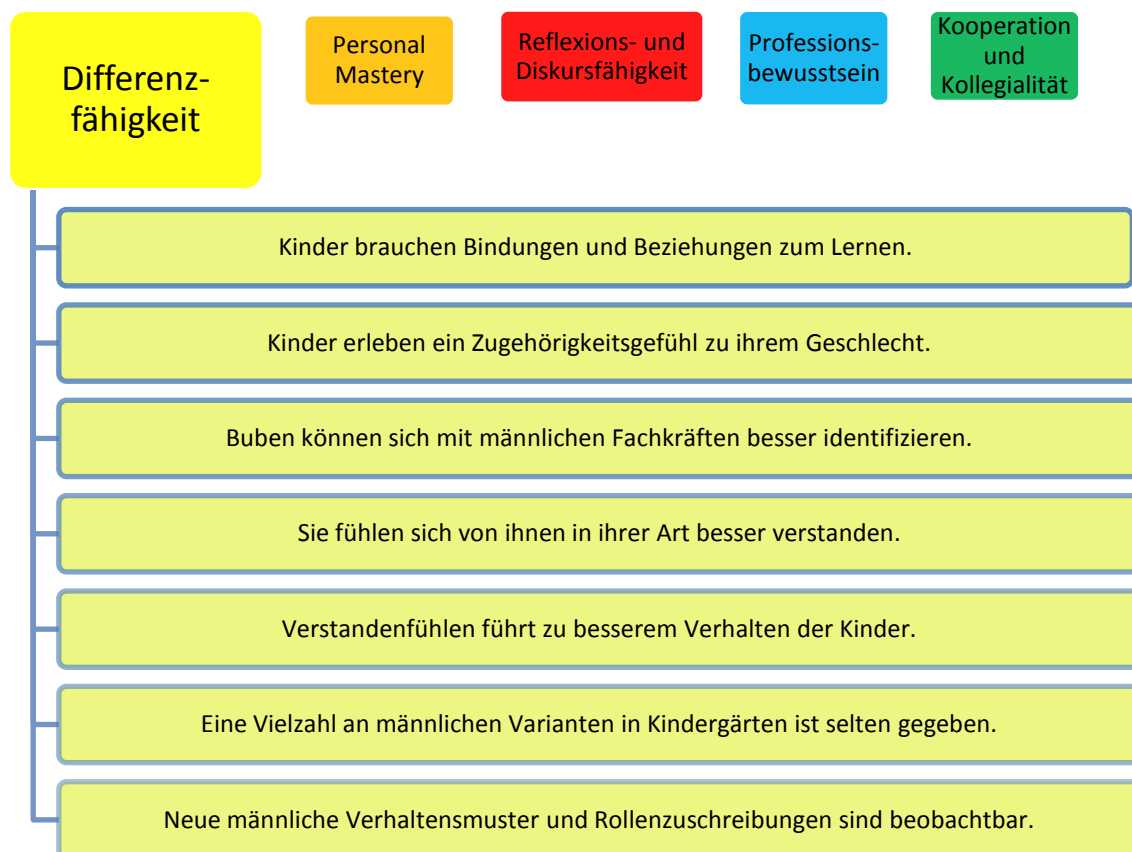 Differenz-
fähigkeit
Personal
Mastery
Reflexions- und
Diskursfähigkeit
Professions-
bewusstsein
Kooperation
und
Kollegialität
Kinder brauchen Bindungen und Beziehungen zum Lernen.
Kinder erleben ein Zugehörigkeitsgefühl zu ihrem Geschlecht.
Buben können sich mit männlichen Fachkräften besser identifizieren.
Sie fühlen sich von ihnen in ihrer Art besser verstanden.
Verstandenfühlen führt zu besserem Verhalten der Kinder.
Eine Vielzahl an männlichen Varianten in Kindergärten ist selten gegeben.
Neue männliche Verhaltensmuster und Rollenzuschreibungen sind beobachtbar.